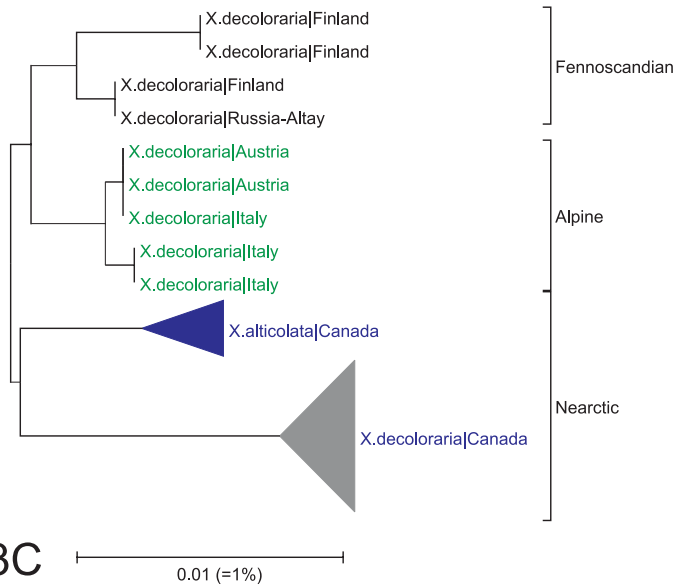 X.decoloraria|Finland
X.decoloraria|Finland
Fennoscandian
X.decoloraria|Finland
X.decoloraria|Russia-Altay
X.decoloraria|Austria
X.decoloraria|Austria
X.decoloraria|Italy
Alpine
X.decoloraria|Italy
X.decoloraria|Italy
X.alticolata|Canada
Nearctic
X.decoloraria|Canada
BC
0.01 (=1%)